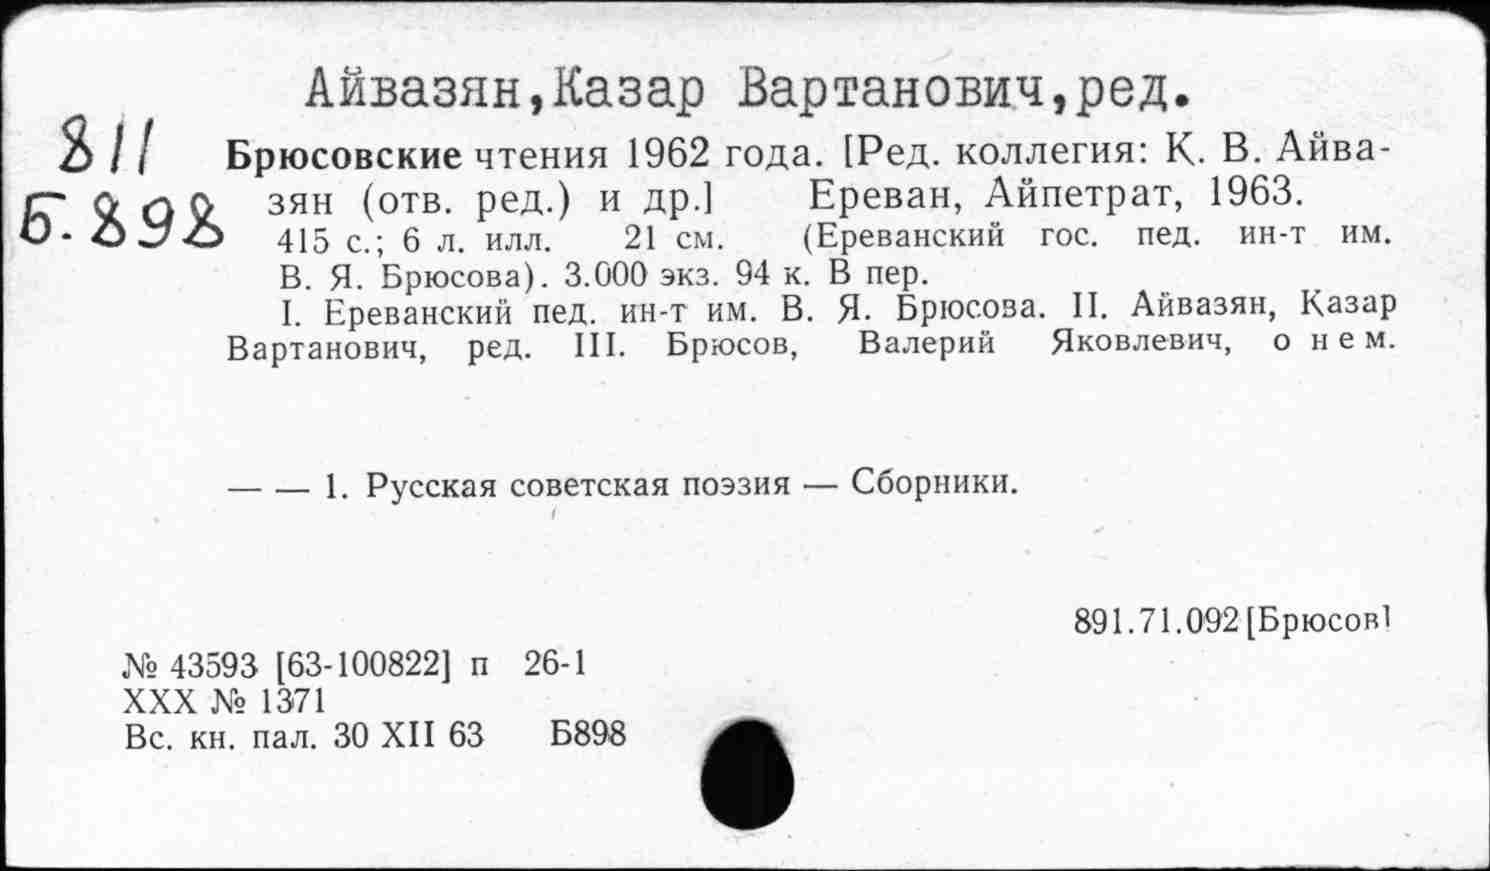 Айвазян,Казар Вартанович,ред.
811
Б.898
Брюсовские чтения 1962 года. [Ред. коллегия: К. В. Айва-
зян (отв. ред.) и др.] Ереван, Айпетрат, 1963.
415 с.; 6 л. илл. 21 см. (Ереванский гос. пед. ин-т им.
В. Я. Брюсова). 3.000 экз. 94 к. В пер.
I. Ереванский пед. ин-т им. В. Я. Брюсова. II. Айвазян, Казар
Вартанович, ред. III. Брюсов, Валерий Яковлевич, о нем.
— — 1. Русская советская поэзия — Сборники.
891.71.092[Брюсов]
№ 43593 [63-100822] п 26-1
XXX № 1371
Вс. кн. пал. 30 XII 63 Б898